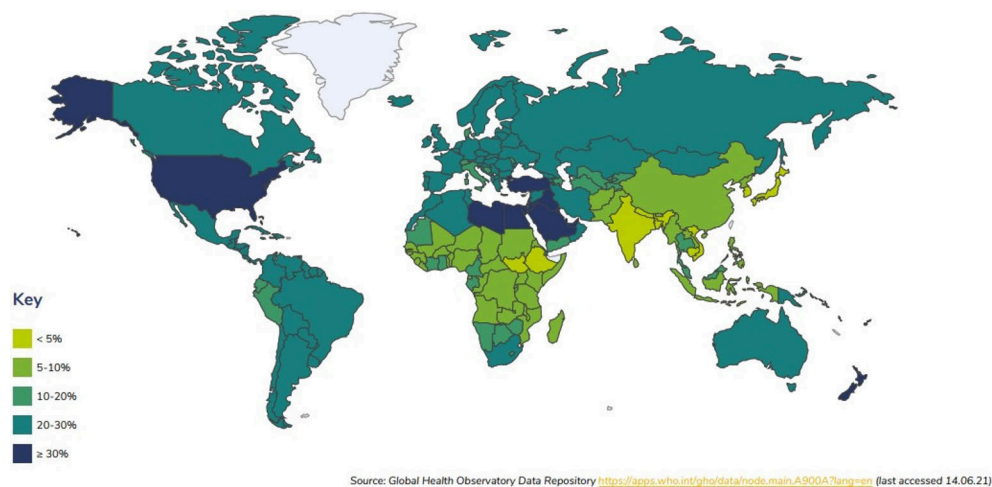 Key
< 5%
5-10%
10-20%
20-30%
≥ 30%
Source: Global Health Observatory Data Repository https://apps.who.int/gho/data/node.main.A900A?lang=en (last accessed 14.06.21)